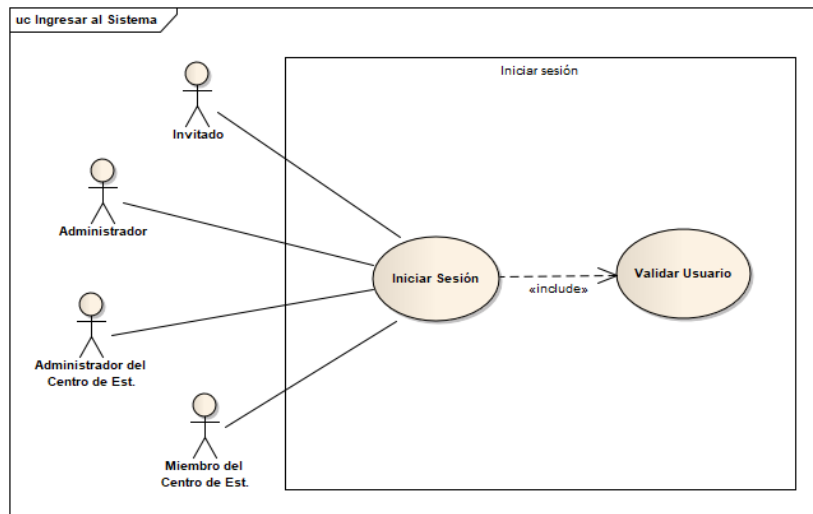 uc Ingresar al Sistema
Iniciar sesión
Invitado
Administrador
Iniciar Sesión
Validar Usuario
«include»
Administrador del
Centro de Est.
Miembro del
Centro de Est.